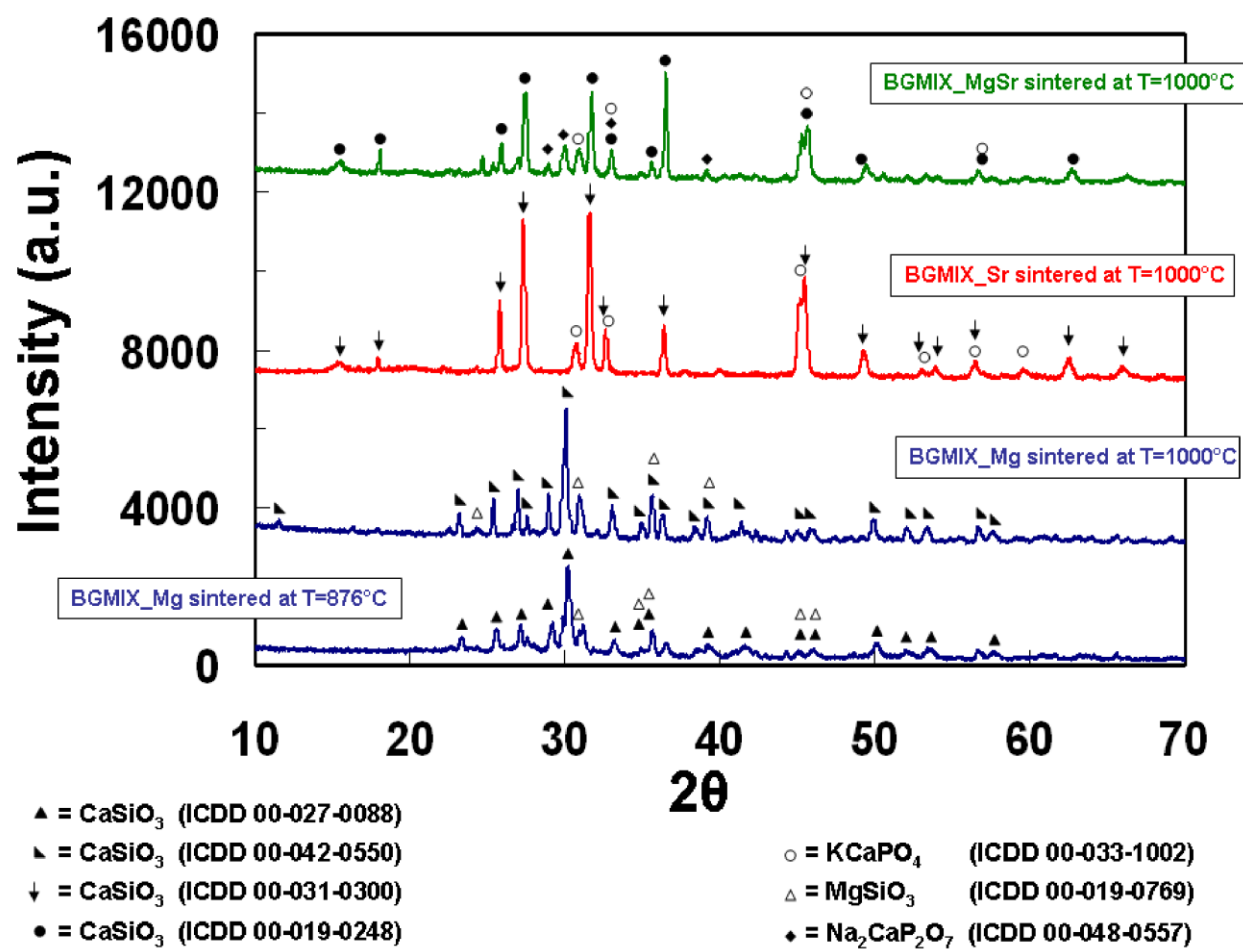 16000
12000
8000
4000
0
Intensity (a.u.)
BGMIX_MgSr sintered at T=1000°C
BGMIX_Sr sintered at T=1000°C
BGMIX_Mg sintered at T=1000°C
BGMIX_Mg sintered at T=876°C
10 20 30 40 50 60 70
2θ
▲ = CaSiO₃ (ICDD 00-027-0088)
◣ = CaSiO₃ (ICDD 00-042-0550)
↓ = CaSiO₃ (ICDD 00-031-0300)
● = CaSiO₃ (ICDD 00-019-0248)
○ = KCaPO₄ (ICDD 00-033-1002)
△ = MgSiO₃ (ICDD 00-019-0769)
◆ = Na₂CaP₂O₇ (ICDD 00-048-0557)